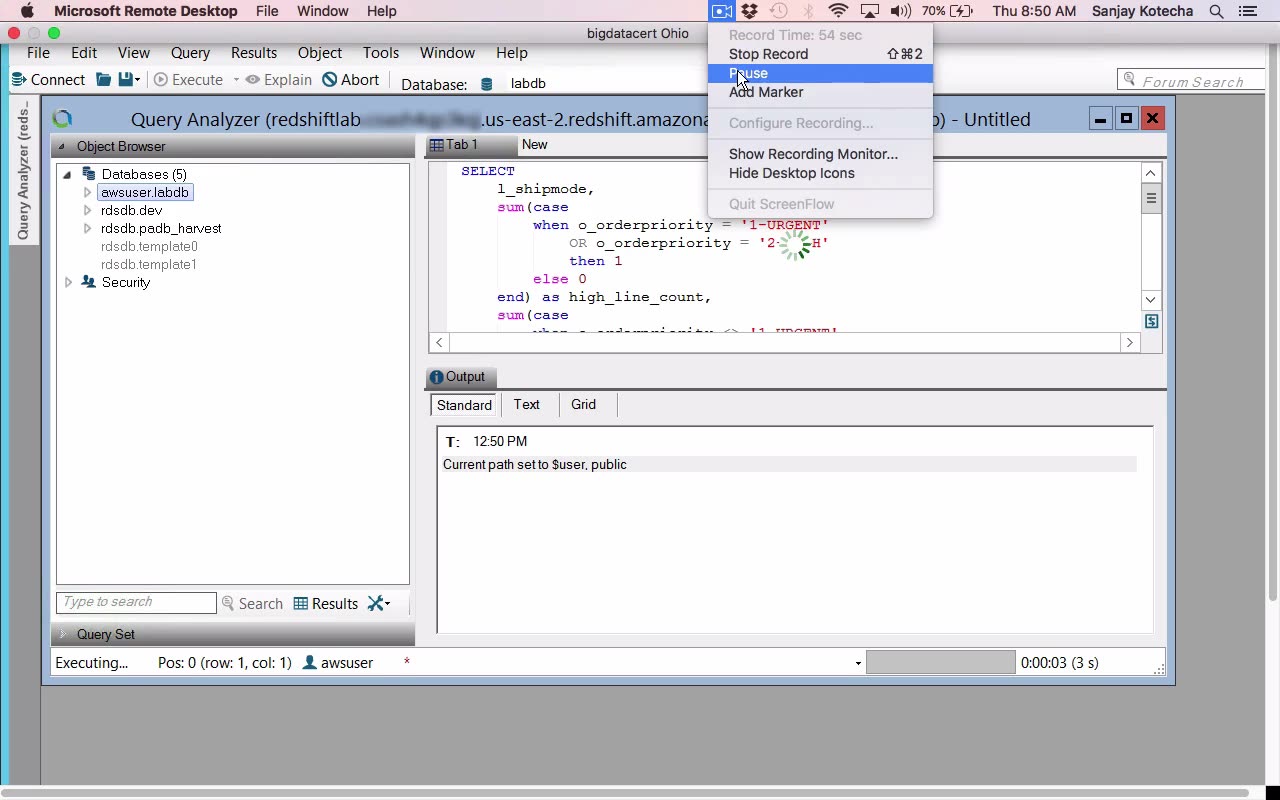 Microsoft Remote Desktop File Window Help 70% Thu 8:50 AM Sanjay Kotecha
bigdatacert Ohio
Record Time: 54 sec
Stop Record ⇧⌘2
Pause
Add Marker
Configure Recording...
Show Recording Monitor...
Hide Desktop Icons
Quit ScreenFlow
File Edit View Query Results Object Tools Window Help
Connect Execute Explain Abort Database: labdb Forum Search
Query Analyzer (reds...
Query Analyzer (redshiftlab .us-east-2.redshift.amazona b) - Untitled
Object Browser
Databases (5)
awsuser.labdb
rdsdb.dev
rdsdb.padb_harvest
rdsdb.template0
rdsdb.template1
Security
Type to search Search Results
Query Set
Tab 1 New
SELECT
l_shipmode,
sum(case
when o_orderpriority = '1-URGENT'
OR o_orderpriority = '2- H'
then 1
else 0
end) as high_line_count,
sum(case
when o_orderpriority <> '1-URGENT'
Output
Standard Text Grid
T: 12:50 PM
Current path set to $user, public
Executing... Pos: 0 (row: 1, col: 1) awsuser * 0:00:03 (3 s)